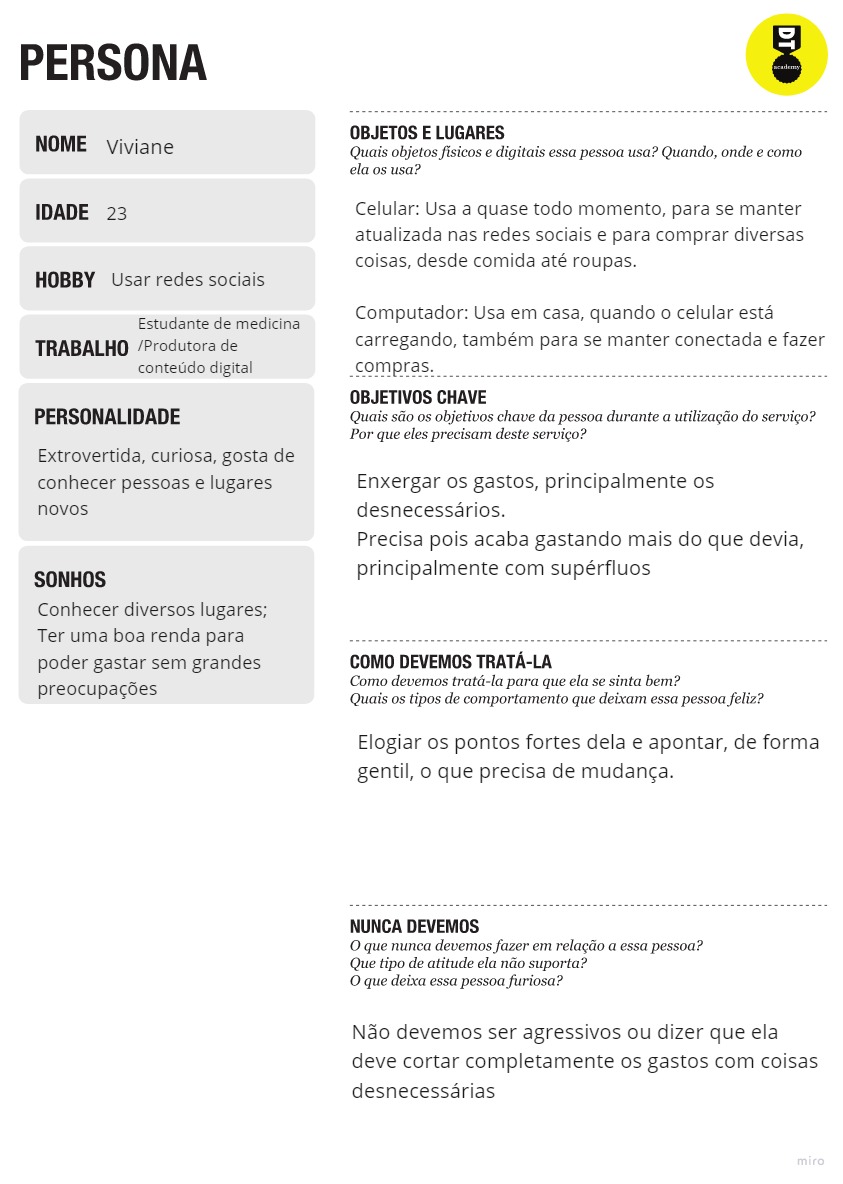 PERSONA
DT
academy
NOME Viviane
IDADE 23
HOBBY Usar redes sociais
TRABALHO
Estudante de medicina
/Produtora de
conteúdo digital
PERSONALIDADE
Extrovertida, curiosa, gosta de
conhecer pessoas e lugares
novos
SONHOS
Conhecer diversos lugares;
Ter uma boa renda para
poder gastar sem grandes
preocupações
OBJETOS E LUGARES
Quais objetos físicos e digitais essa pessoa usa? Quando, onde e como
ela os usa?
Celular: Usa a quase todo momento, para se manter
atualizada nas redes sociais e para comprar diversas
coisas, desde comida até roupas.
Computador: Usa em casa, quando o celular está
carregando, também para se manter conectada e fazer
compras.
OBJETIVOS CHAVE
Quais são os objetivos chave da pessoa durante a utilização do serviço?
Por que eles precisam deste serviço?
Enxergar os gastos, principalmente os
desnecessários.
Precisa pois acaba gastando mais do que devia,
principalmente com supérfluos
COMO DEVEMOS TRATÁ-LA
Como devemos tratá-la para que ela se sinta bem?
Quais os tipos de comportamento que deixam essa pessoa feliz?
Elogiar os pontos fortes dela e apontar, de forma
gentil, o que precisa de mudança.
NUNCA DEVEMOS
O que nunca devemos fazer em relação a essa pessoa?
Que tipo de atitude ela não suporta?
O que deixa essa pessoa furiosa?
Não devemos ser agressivos ou dizer que ela
deve cortar completamente os gastos com coisas
desnecessárias
miro